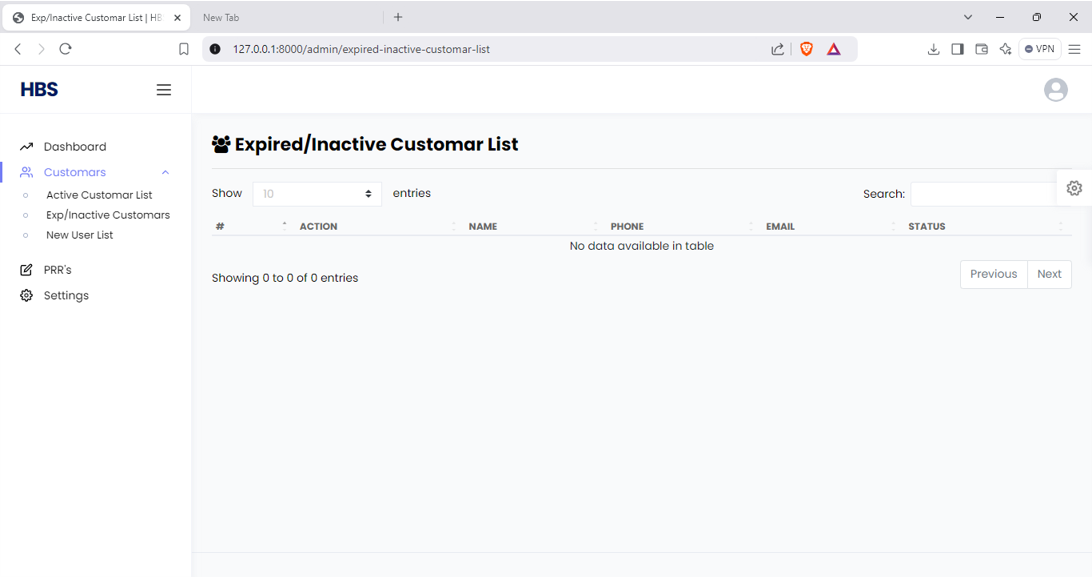 Exp/Inactive Customar List | HB
New Tab
127.0.0.1:8000/admin/expired-inactive-customar-list
VPN
HBS
Dashboard
Customars
Active Customar List
Exp/Inactive Customars
New User List
PRR's
Settings
Expired/Inactive Customar List
Show 10 entries
Search:
# ACTION NAME PHONE EMAIL STATUS
No data available in table
Showing 0 to 0 of 0 entries
Previous Next